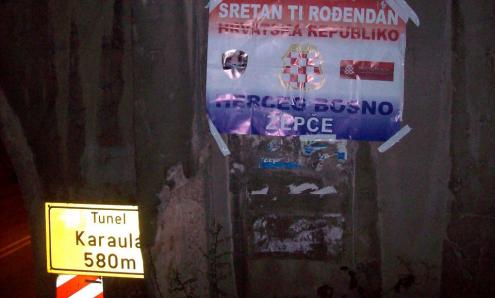 SRETAN TI ROĐENDAN
HRVATSKA REPUBLIKO
HERCEG BOSNO
ŽEPČE
Tunel
Karaula
580m